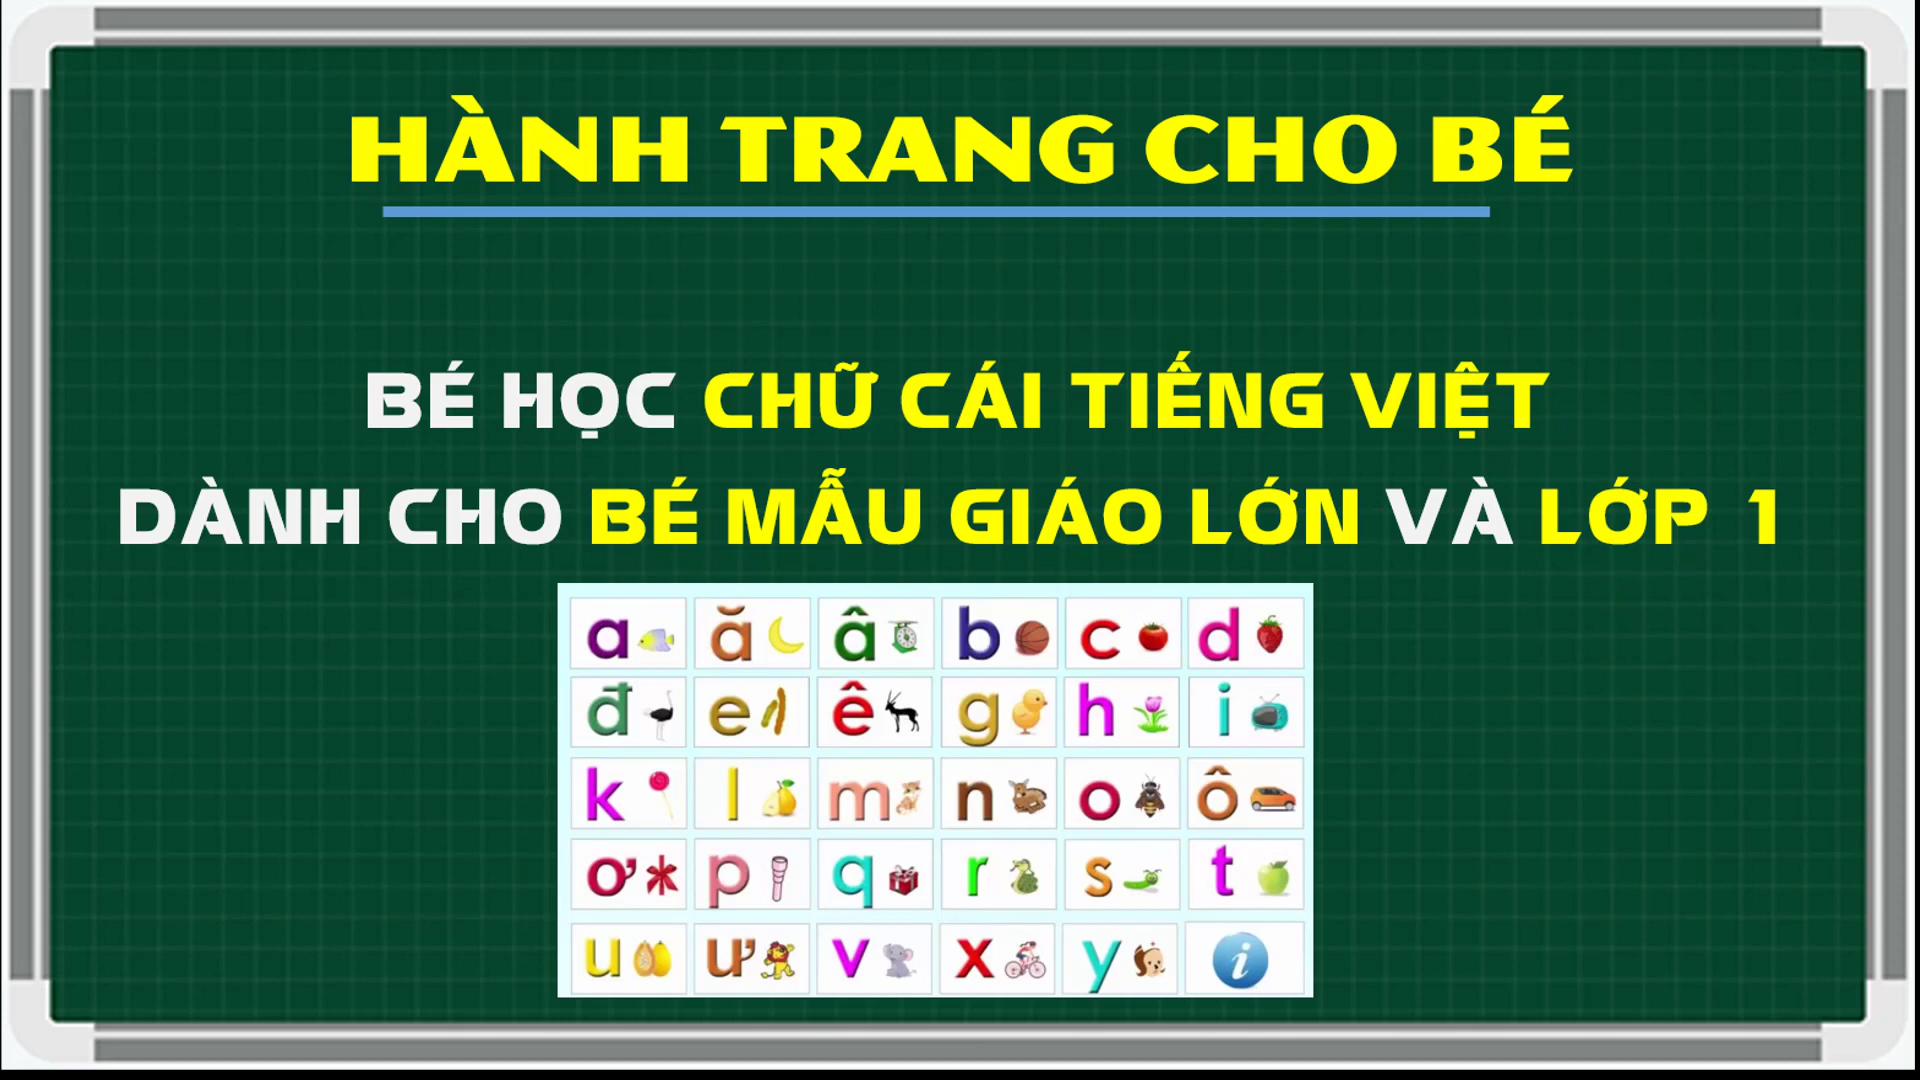 HÀNH TRANG CHO BÉ
BÉ HỌC CHỮ CÁI TIẾNG VIỆT
DÀNH CHO BÉ MẪU GIÁO LỚN VÀ LỚP 1
a ă â b c d
đ e ê g h i
k l m n o ô
ơ p q r s t
u ư v x y i